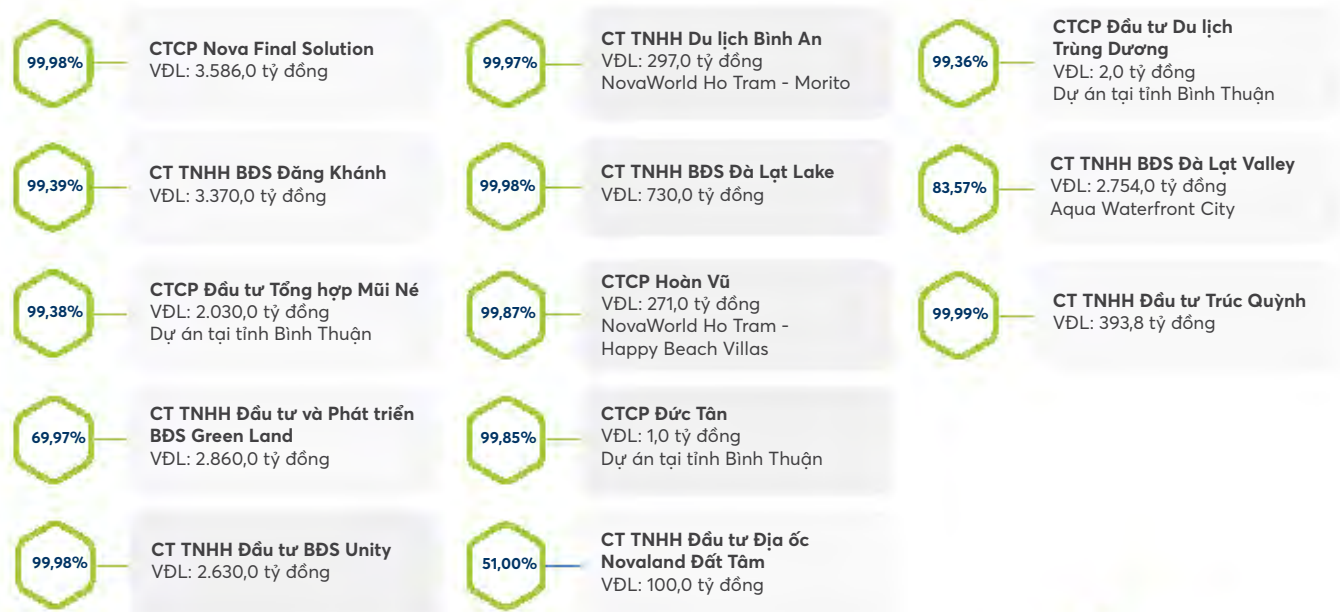 99,98%
CTCP Nova Final Solution
VĐL: 3.586,0 tỷ đồng
99,39%
CT TNHH BĐS Đăng Khánh
VĐL: 3.370,0 tỷ đồng
99,38%
CTCP Đầu tư Tổng hợp Mũi Né
VĐL: 2.030,0 tỷ đồng
Dự án tại tỉnh Bình Thuận
69,97%
CT TNHH Đầu tư và Phát triển
BĐS Green Land
VĐL: 2.860,0 tỷ đồng
99,98%
CT TNHH Đầu tư BĐS Unity
VĐL: 2.630,0 tỷ đồng
99,97%
CT TNHH Du lịch Bình An
VĐL: 297,0 tỷ đồng
NovaWorld Ho Tram - Morito
99,98%
CT TNHH BĐS Đà Lạt Lake
VĐL: 730,0 tỷ đồng
99,87%
CTCP Hoàn Vũ
VĐL: 271,0 tỷ đồng
NovaWorld Ho Tram -
Happy Beach Villas
99,85%
CTCP Đức Tân
VĐL: 1,0 tỷ đồng
Dự án tại tỉnh Bình Thuận
51,00%
CT TNHH Đầu tư Địa ốc
Novaland Đất Tâm
VĐL: 100,0 tỷ đồng
99,36%
CTCP Đầu tư Du lịch
Trùng Dương
VĐL: 2,0 tỷ đồng
Dự án tại tỉnh Bình Thuận
83,57%
CT TNHH BĐS Đà Lạt Valley
VĐL: 2.754,0 tỷ đồng
Aqua Waterfront City
99,99%
CT TNHH Đầu tư Trúc Quỳnh
VĐL: 393,8 tỷ đồng